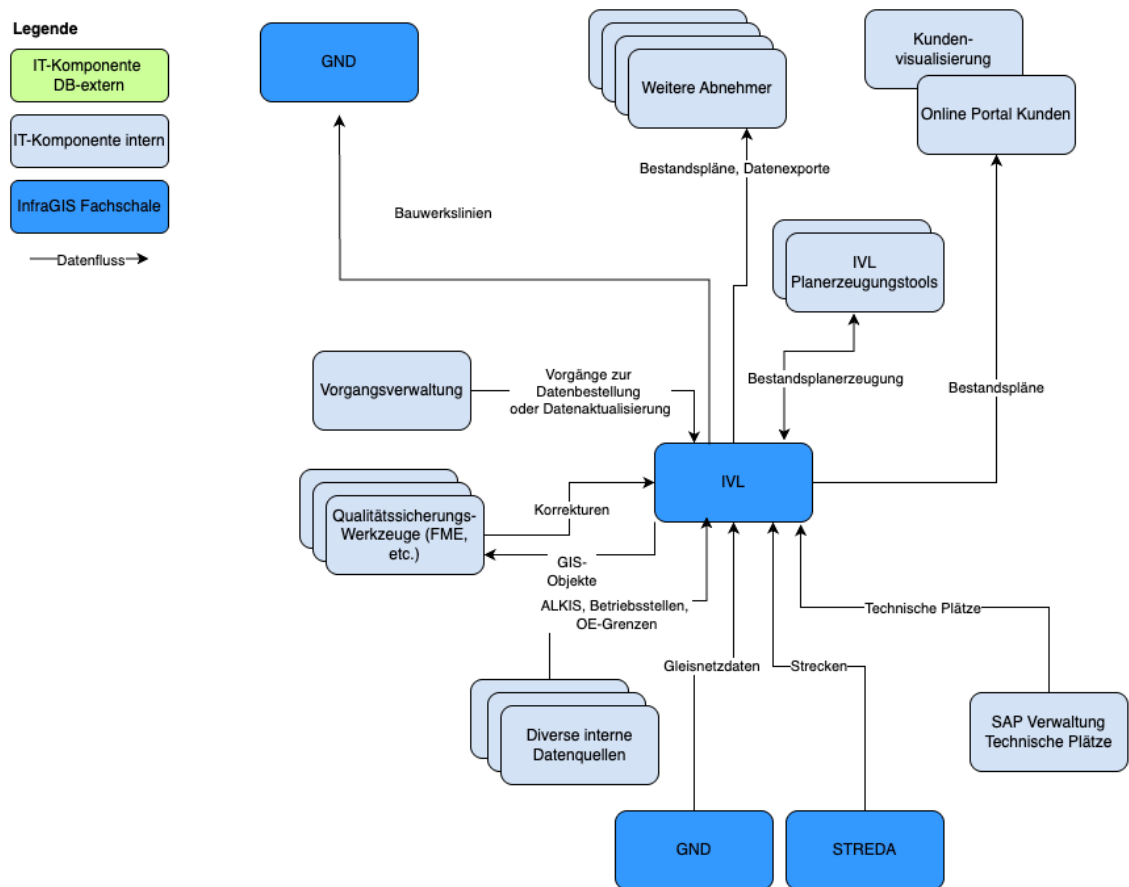 Legende
IT-Komponente
DB-extern
IT-Komponente intern
InfraGIS Fachschale
Datenfluss
GND
Weitere Abnehmer
Kunden-
visualisierung
Online Portal Kunden
Bestandspläne, Datenexporte
Bauwerkslinien
IVL
Planerzeugungstools
Vorgangsverwaltung
Vorgänge zur
Datenbestellung
oder Datenaktualisierung
Bestandsplanerzeugung
Bestandspläne
IVL
Qualitätssicherungs-
Werkzeuge (FME,
etc.)
Korrekturen
GIS-
Objekte
ALKIS, Betriebsstellen,
OE-Grenzen
Technische Plätze
Gleisnetzdaten
Strecken
Diverse interne
Datenquellen
SAP Verwaltung
Technische Plätze
GND
STREDA